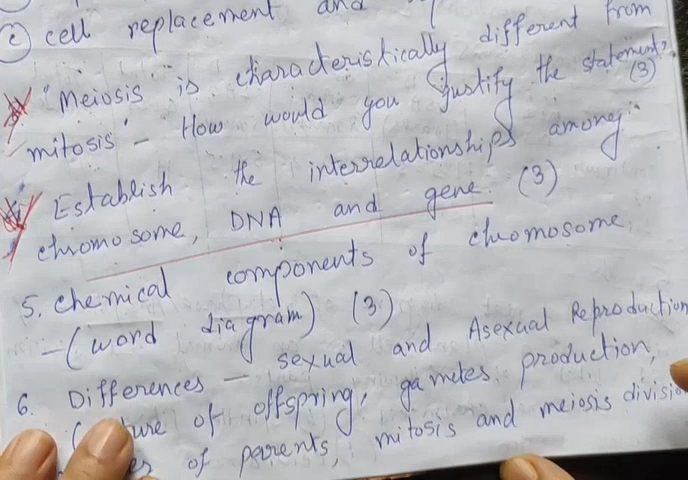 c cell replacement and
"Meiosis is characteristically different from
mitosis" - How would you justify the statement? (3)
Establish the interrelationships among
chromosome, DNA and gene. (3)
5. Chemical components of chromosome.
- (word diagram) (3)
6. Differences - sexual and Asexual Reproduction
of offspring, gametes production,
of parents, mitosis and meiosis